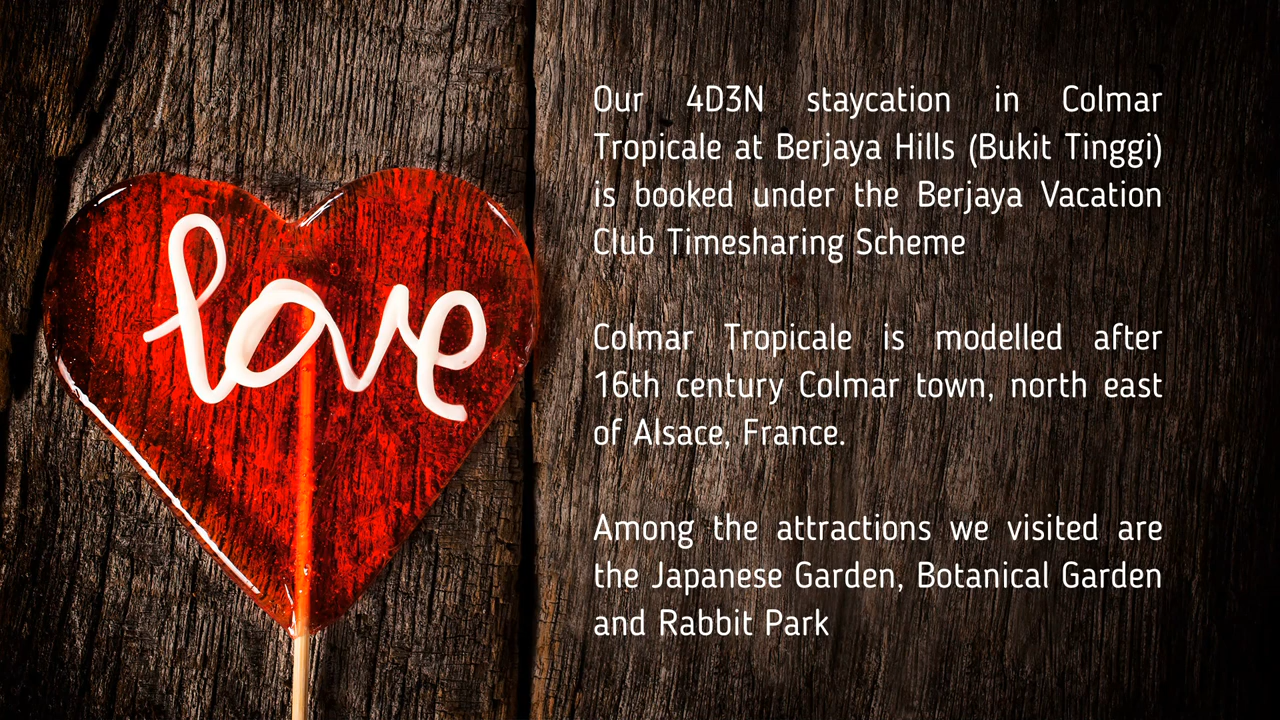 love
Our 4D3N staycation in Colmar
Tropicale at Berjaya Hills (Bukit Tinggi)
is booked under the Berjaya Vacation
Club Timesharing Scheme
Colmar Tropicale is modelled after
16th century Colmar town, north east
of Alsace, France.
Among the attractions we visited are
the Japanese Garden, Botanical Garden
and Rabbit Park